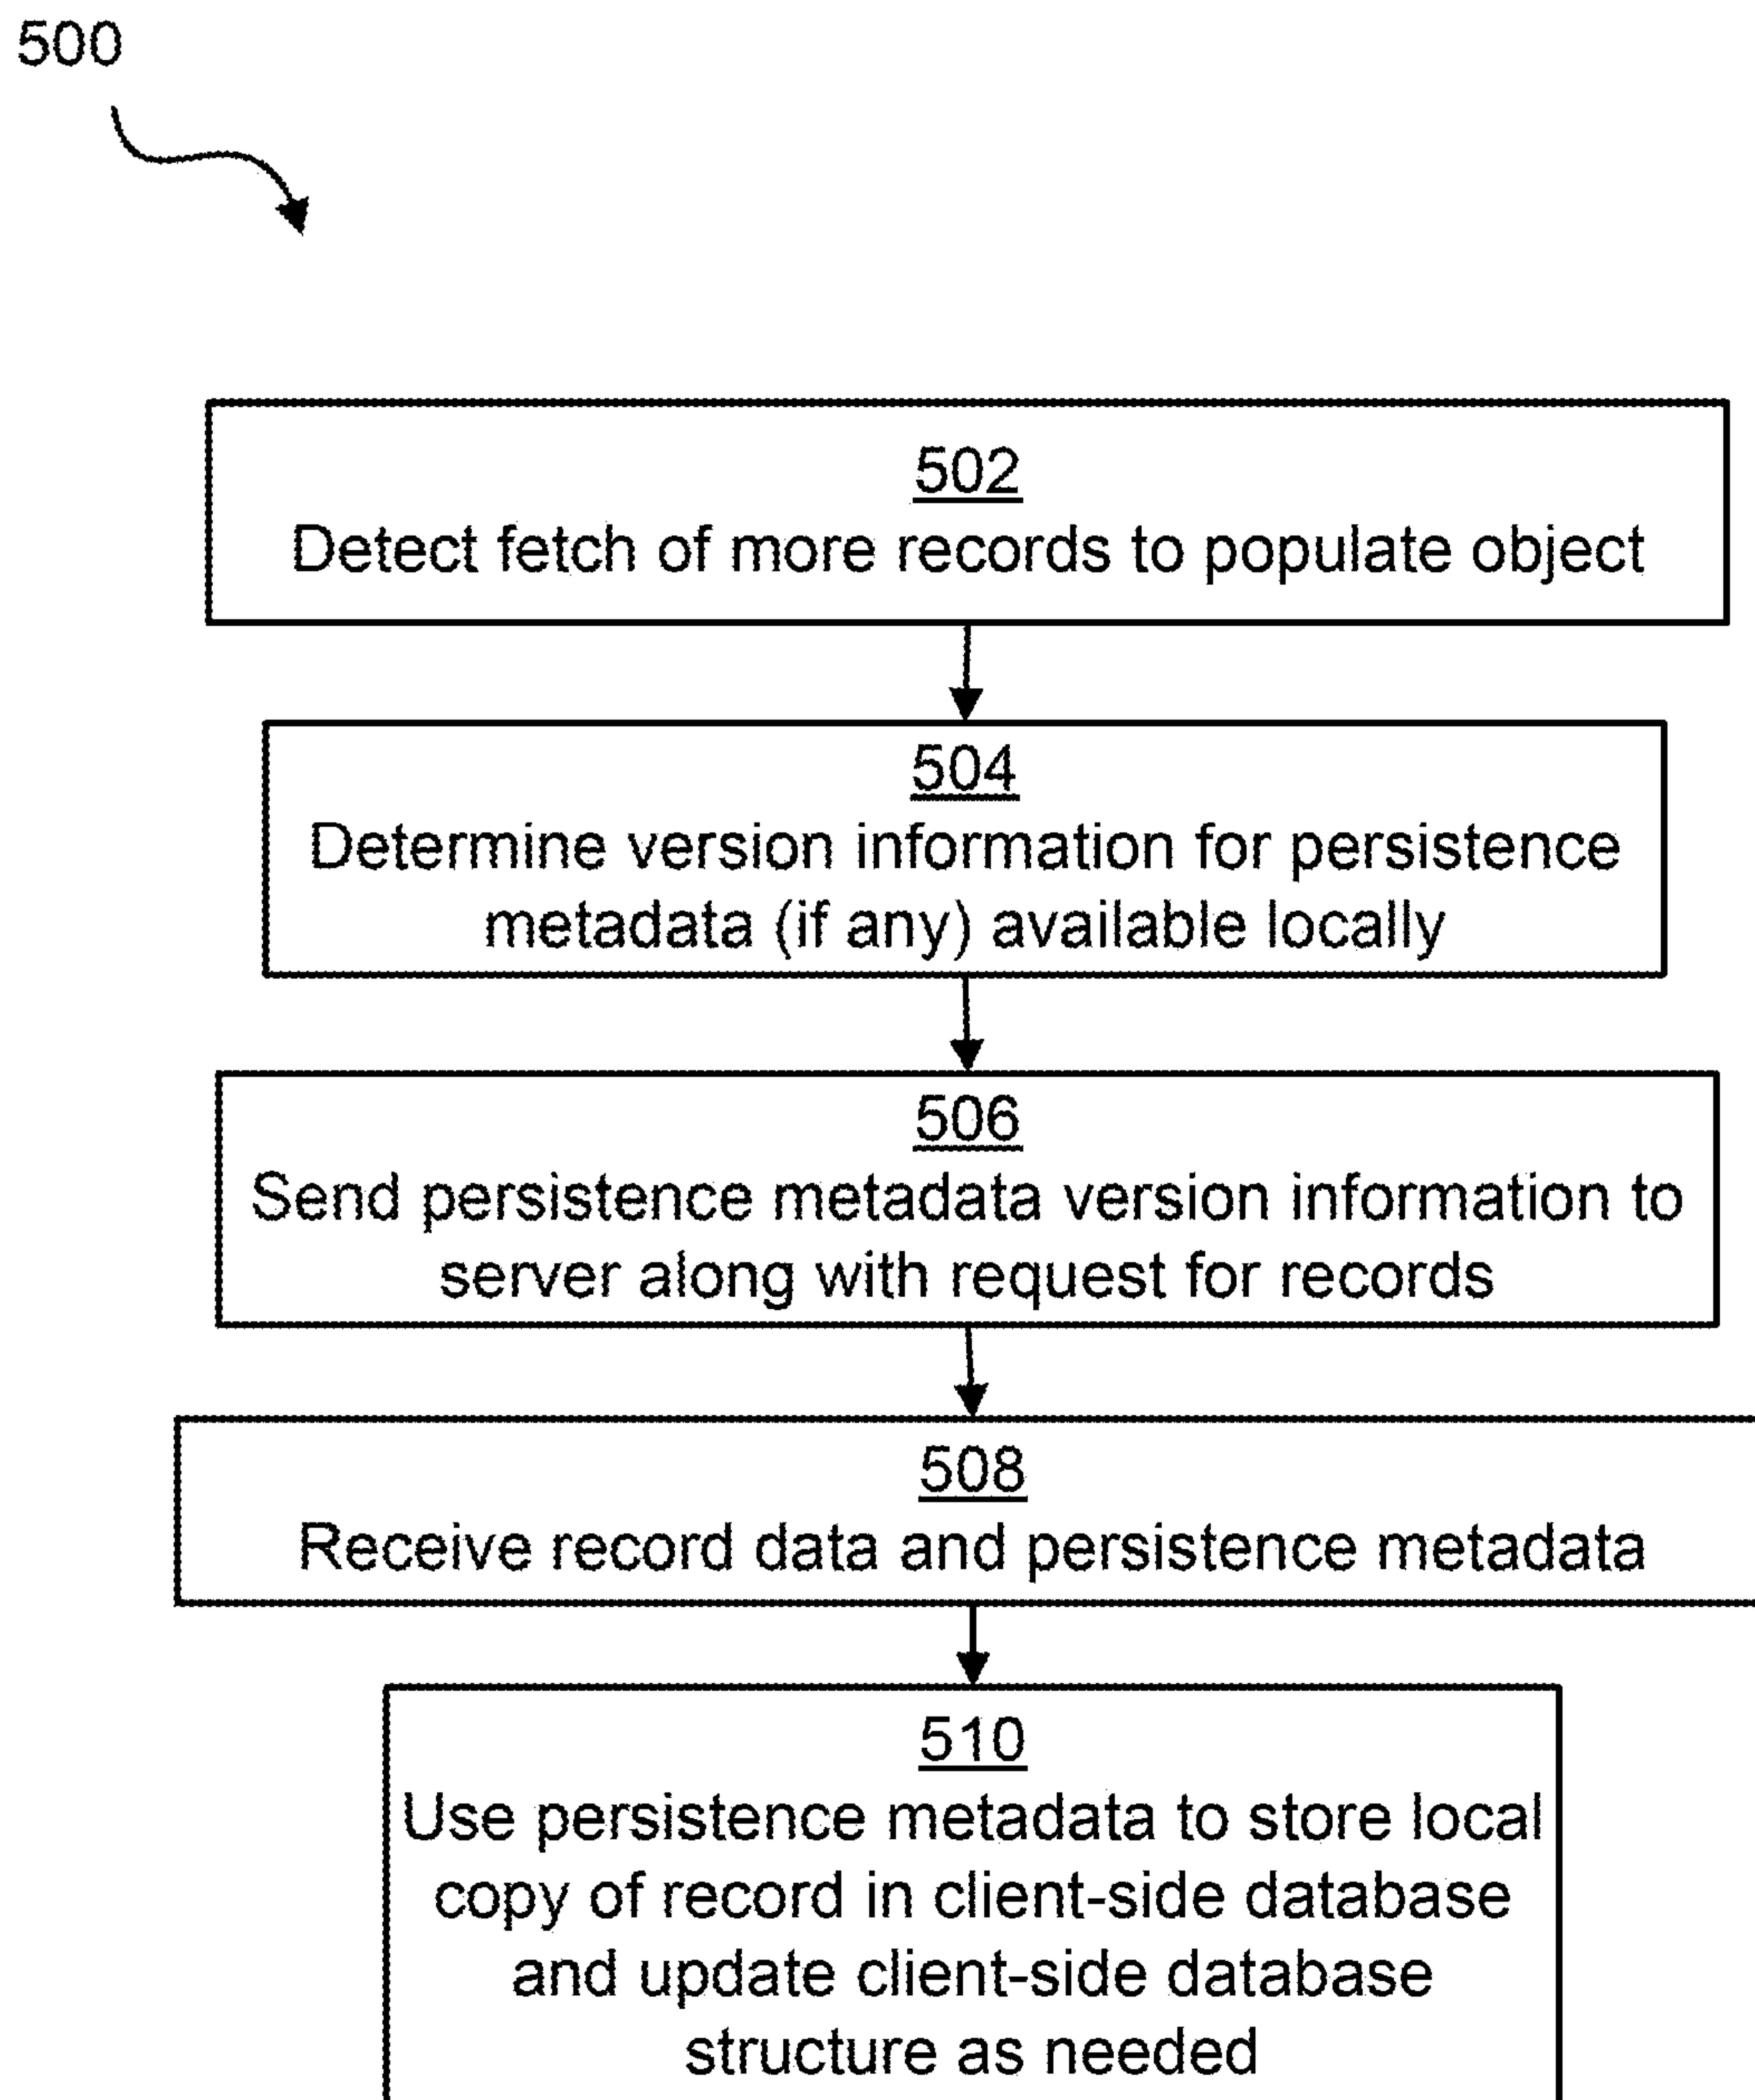 500
502
Detect fetch of more records to populate object
504
Determine version information for persistence
metadata (if any) available locally
506
Send persistence metadata version information to
server along with request for records
508
Receive record data and persistence metadata
510
Use persistence metadata to store local
copy of record in client-side database
and update client-side database
structure as needed